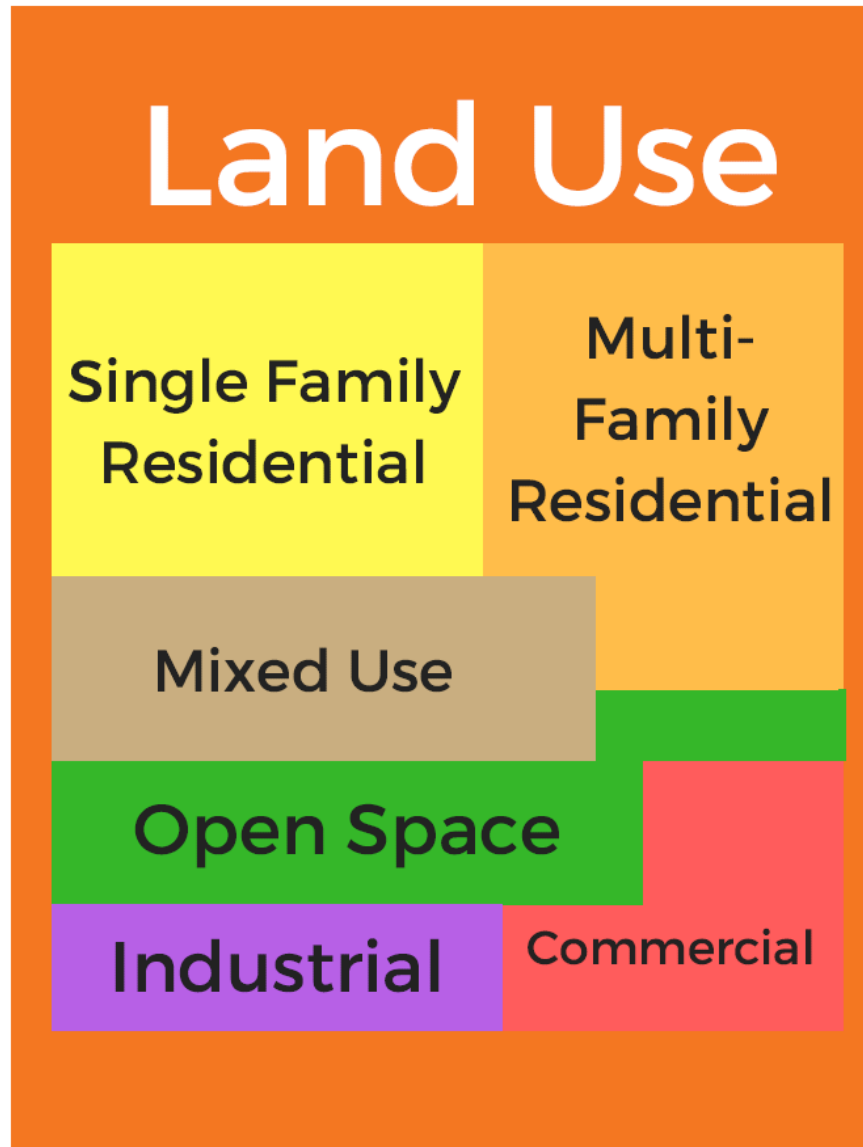 Land Use
Single Family
Residential
Multi-
Family
Residential
Mixed Use
Open Space
Industrial
Commercial